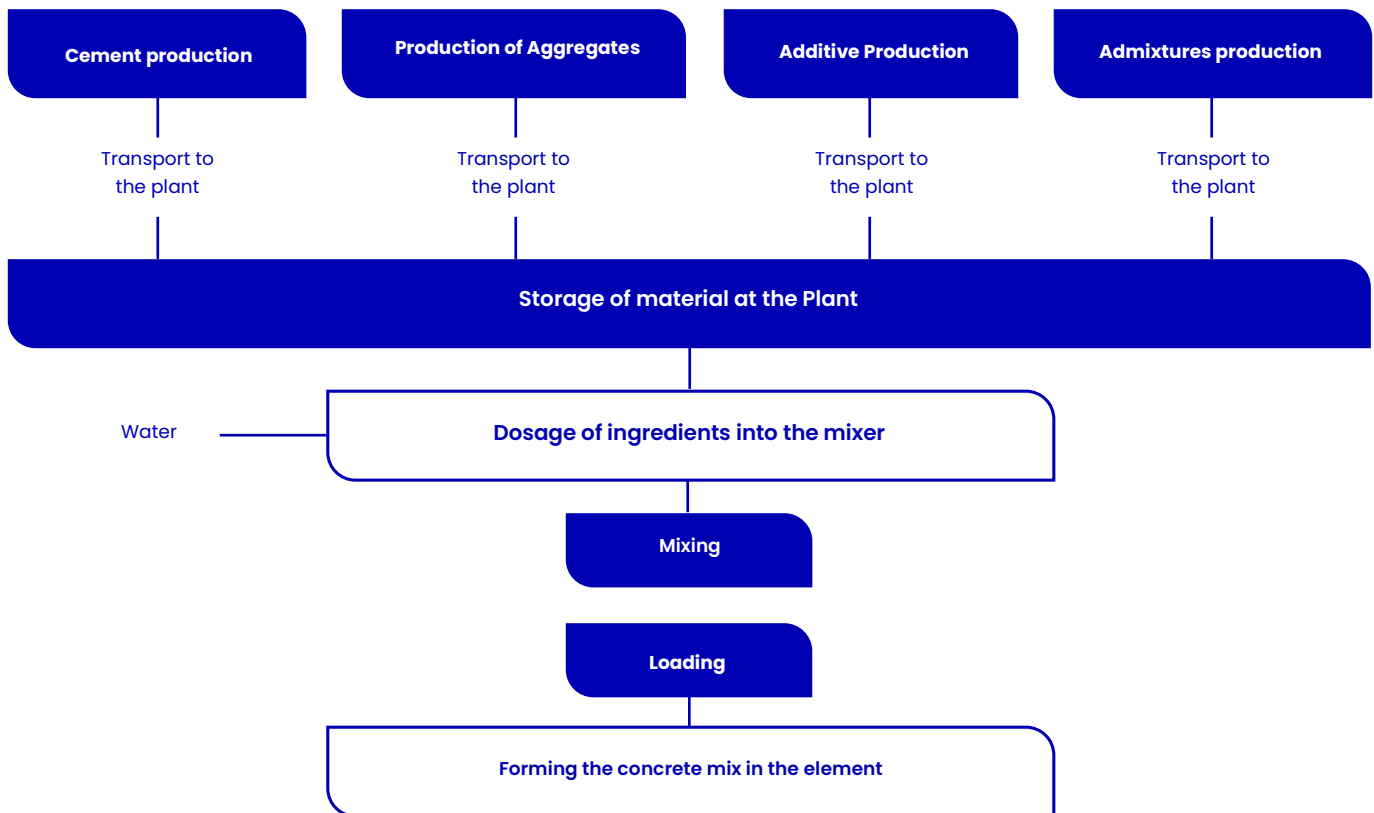 Cement production
Production of Aggregates
Additive Production
Admixtures production
Transport to
the plant
Transport to
the plant
Transport to
the plant
Transport to
the plant
Storage of material at the Plant
Water
Dosage of ingredients into the mixer
Mixing
Loading
Forming the concrete mix in the element